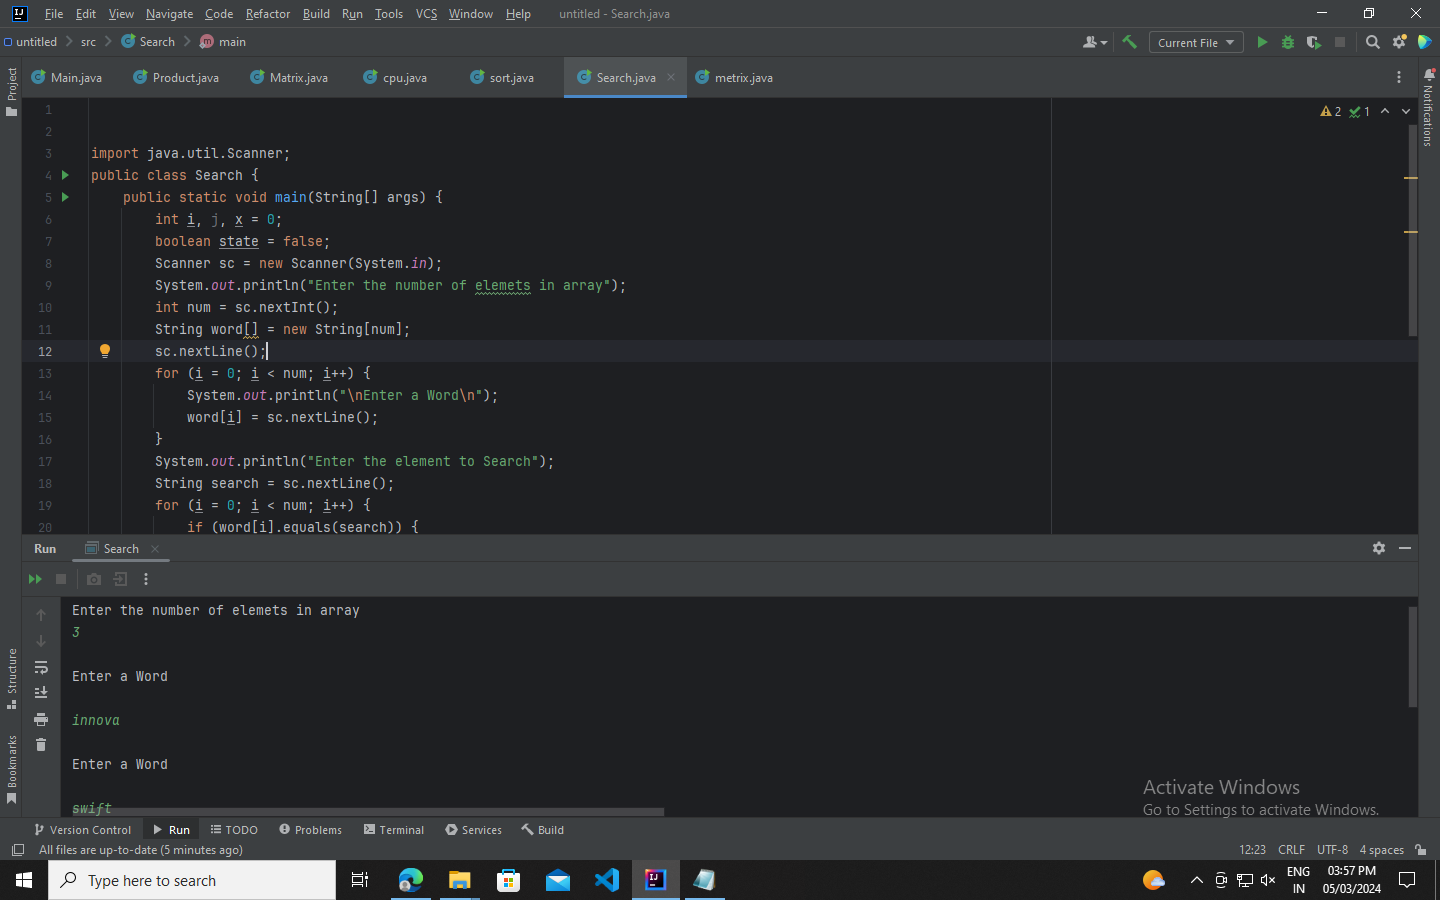 File Edit View Navigate Code Refactor Build Run Tools VCS Window Help untitled - Search.java
untitled src Search main Current File
Main.java Product.java Matrix.java cpu.java sort.java Search.java metrix.java
Project
Notifications
2 1
1
2
3 import java.util.Scanner;
4 public class Search {
5 public static void main(String[] args) {
6 int i, j, x = 0;
7 boolean state = false;
8 Scanner sc = new Scanner(System.in);
9 System.out.println("Enter the number of elemets in array");
10 int num = sc.nextInt();
11 String word[] = new String[num];
12 sc.nextLine();
13 for (i = 0; i < num; i++) {
14 System.out.println("\nEnter a Word\n");
15 word[i] = sc.nextLine();
16 }
17 System.out.println("Enter the element to Search");
18 String search = sc.nextLine();
19 for (i = 0; i < num; i++) {
20 if (word[i].equals(search)) {
Run Search
Enter the number of elemets in array
3
Enter a Word
innova
Enter a Word
swift
Structure
Bookmarks
Activate Windows
Go to Settings to activate Windows.
Version Control Run TODO Problems Terminal Services Build
All files are up-to-date (5 minutes ago) 12:23 CRLF UTF-8 4 spaces
Type here to search
ENG
IN
03:57 PM
05/03/2024